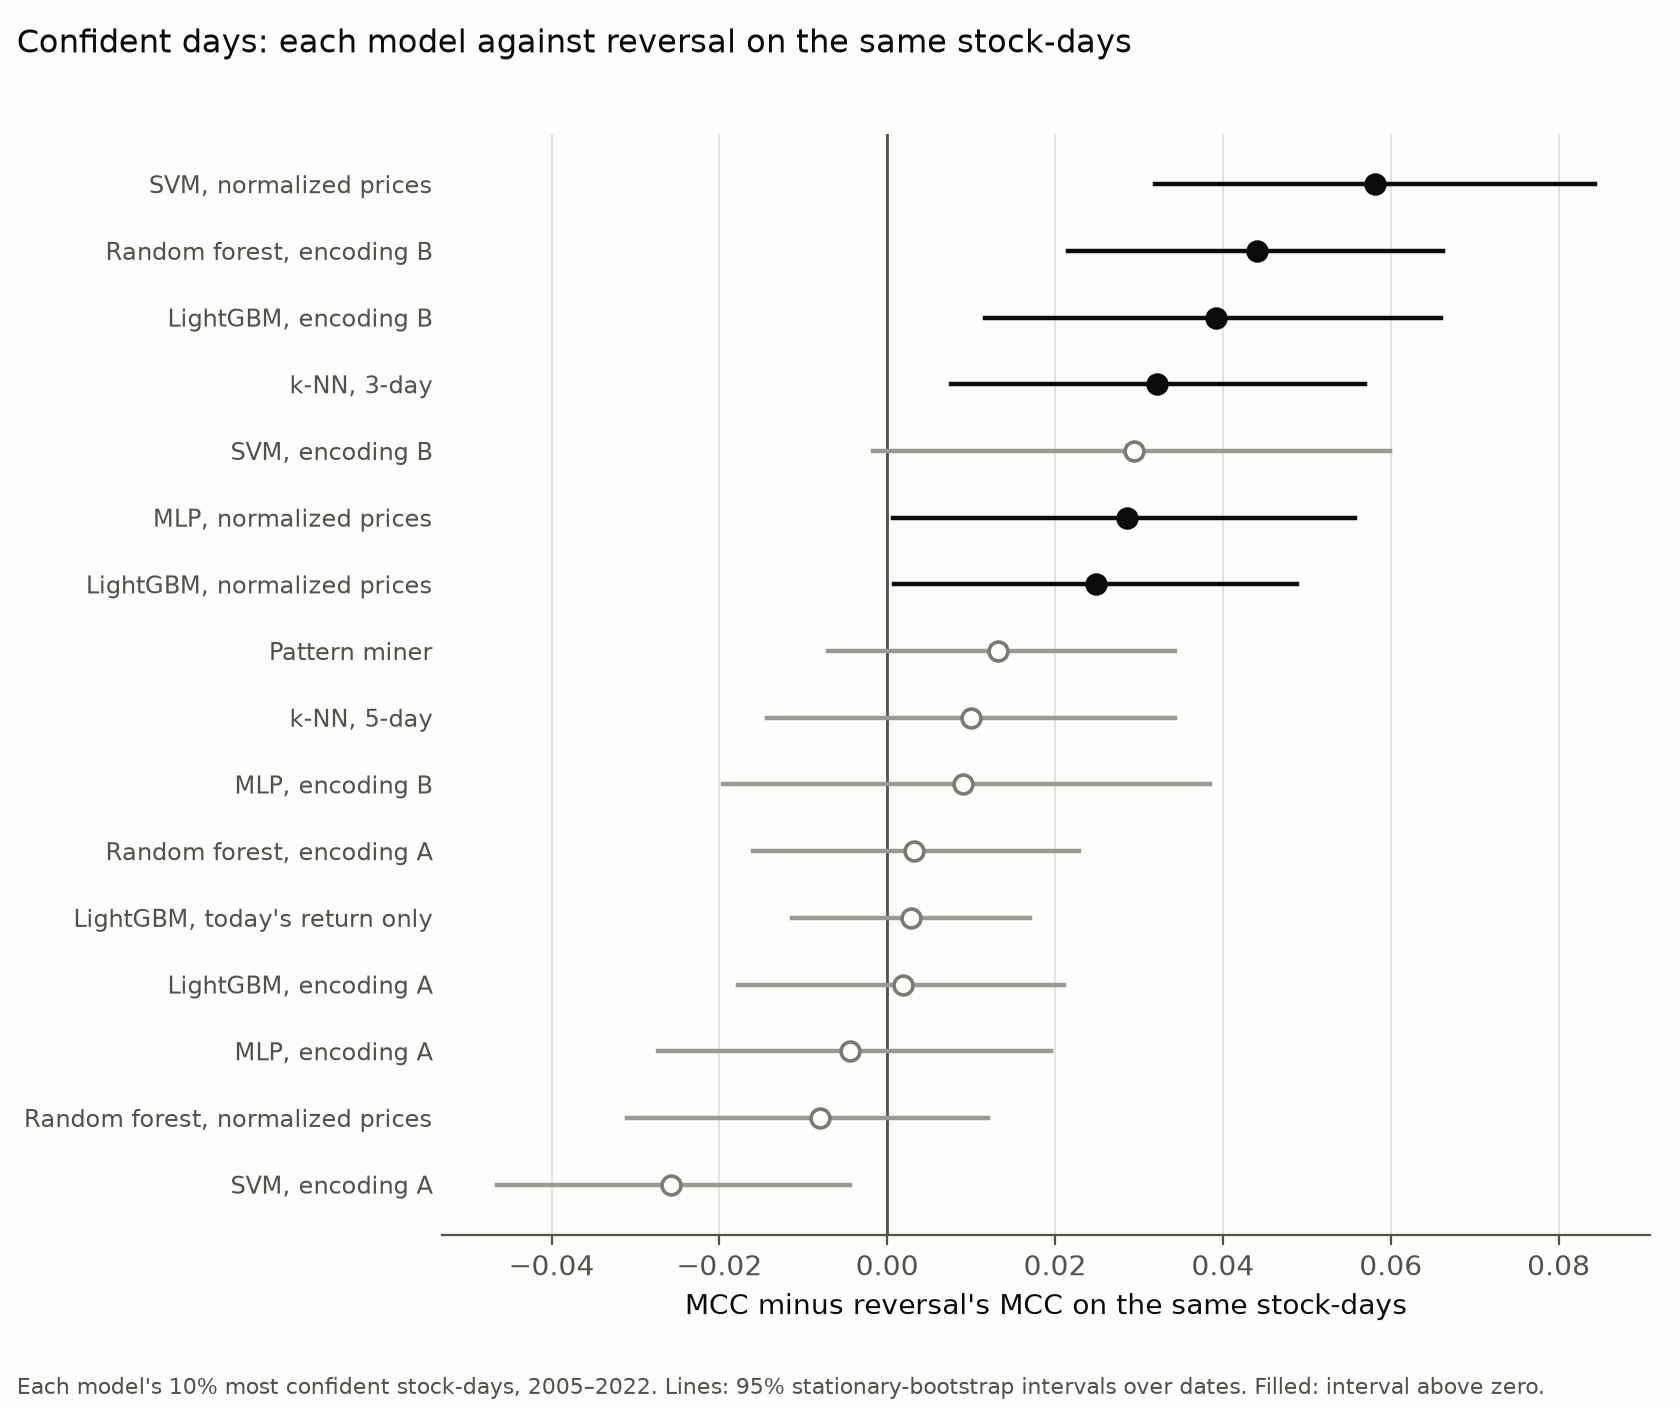 Confident days: each model against reversal on the same stock-days
SVM, normalized prices
Random forest, encoding B
LightGBM, encoding B
k-NN, 3-day
SVM, encoding B
MLP, normalized prices
LightGBM, normalized prices
Pattern miner
k-NN, 5-day
MLP, encoding B
Random forest, encoding A
LightGBM, today's return only
LightGBM, encoding A
MLP, encoding A
Random forest, normalized prices
SVM, encoding A
−0.04 −0.02 0.00 0.02 0.04 0.06 0.08
MCC minus reversal's MCC on the same stock-days
Each model's 10% most confident stock-days, 2005–2022. Lines: 95% stationary-bootstrap intervals over dates. Filled: interval above zero.